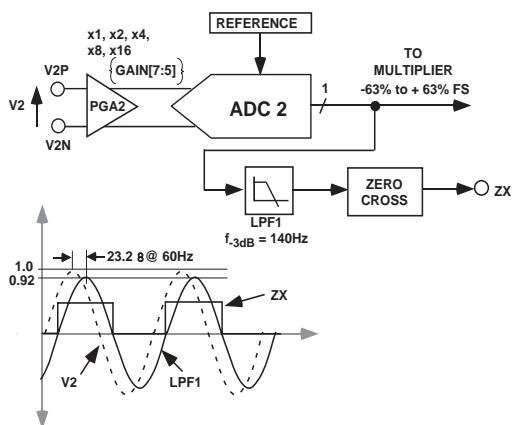 REFERENCE
x1, x2, x4,
x8, x16
{GAIN[7:5]}
V2P
V2
V2N
PGA2
ADC 2
1
TO
MULTIPLIER
-63% to + 63% FS
LPF1
f-3dB = 140Hz
ZERO
CROSS
ZX
23.2 8@ 60Hz
1.0
0.92
ZX
V2
LPF1